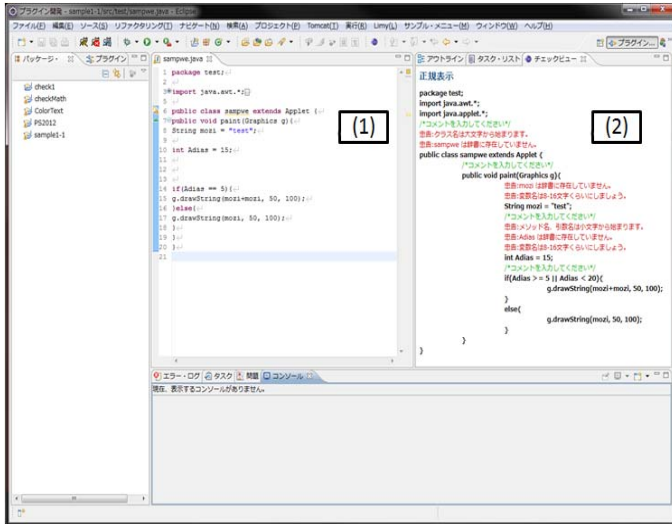 プラグイン開発 - sample1-1/src/test/sampwe.java - Eclipse
ファイル(F) 編集(E) ソース(S) リファクタリング(T) ナビゲート(N) 検索(A) プロジェクト(P) Tomcat(T) 実行(R) Limy(L) サンプル・メニュー(M) ウィンドウ(W) ヘルプ(H)
プラグイン...
パッケージ・
プラグイン
check1
checkMath
ColorText
PS2012
sample1-1
sampwe.java
1 package test;
2
3 import java.awt.*;
5
6 public class sampwe extends Applet {
7 public void paint(Graphics g){
8 String mozi = "test";
9
10 int Adias = 15;
11
12
13
14 if(Adias == 5){
15 g.drawString(mozi+mozi, 50, 100);
16 }else{
17 g.drawString(mozi, 50, 100);
18 }
19 }
20 }
21
(1)
アウトライン タスク・リスト チェックビュー
正規表示
package test;
import java.awt.*;
import java.applet.*;
/*コメントを入力してください*/
忠告:クラス名は大文字から始まります。
忠告:sampwe は辞書に存在していません。
public class sampwe extends Applet {
/*コメントを入力してください*/
public void paint(Graphics g){
忠告:mozi は辞書に存在していません。
忠告:変数名は8-16文字くらいにしましょう。
String mozi = "test";
/*コメントを入力してください*/
忠告:メソッド名、引数名は小文字から始まります。
忠告:Adias は辞書に存在していません。
忠告:変数名は8-16文字くらいにしましょう。
int Adias = 15;
/*コメントを入力してください*/
if(Adias >= 5 || Adias < 20){
g.drawString(mozi+mozi, 50, 100);
}
else{
g.drawString(mozi, 50, 100);
}
}
}
(2)
エラー・ログ タスク 問題 コンソール
現在、表示するコンソールがありません。